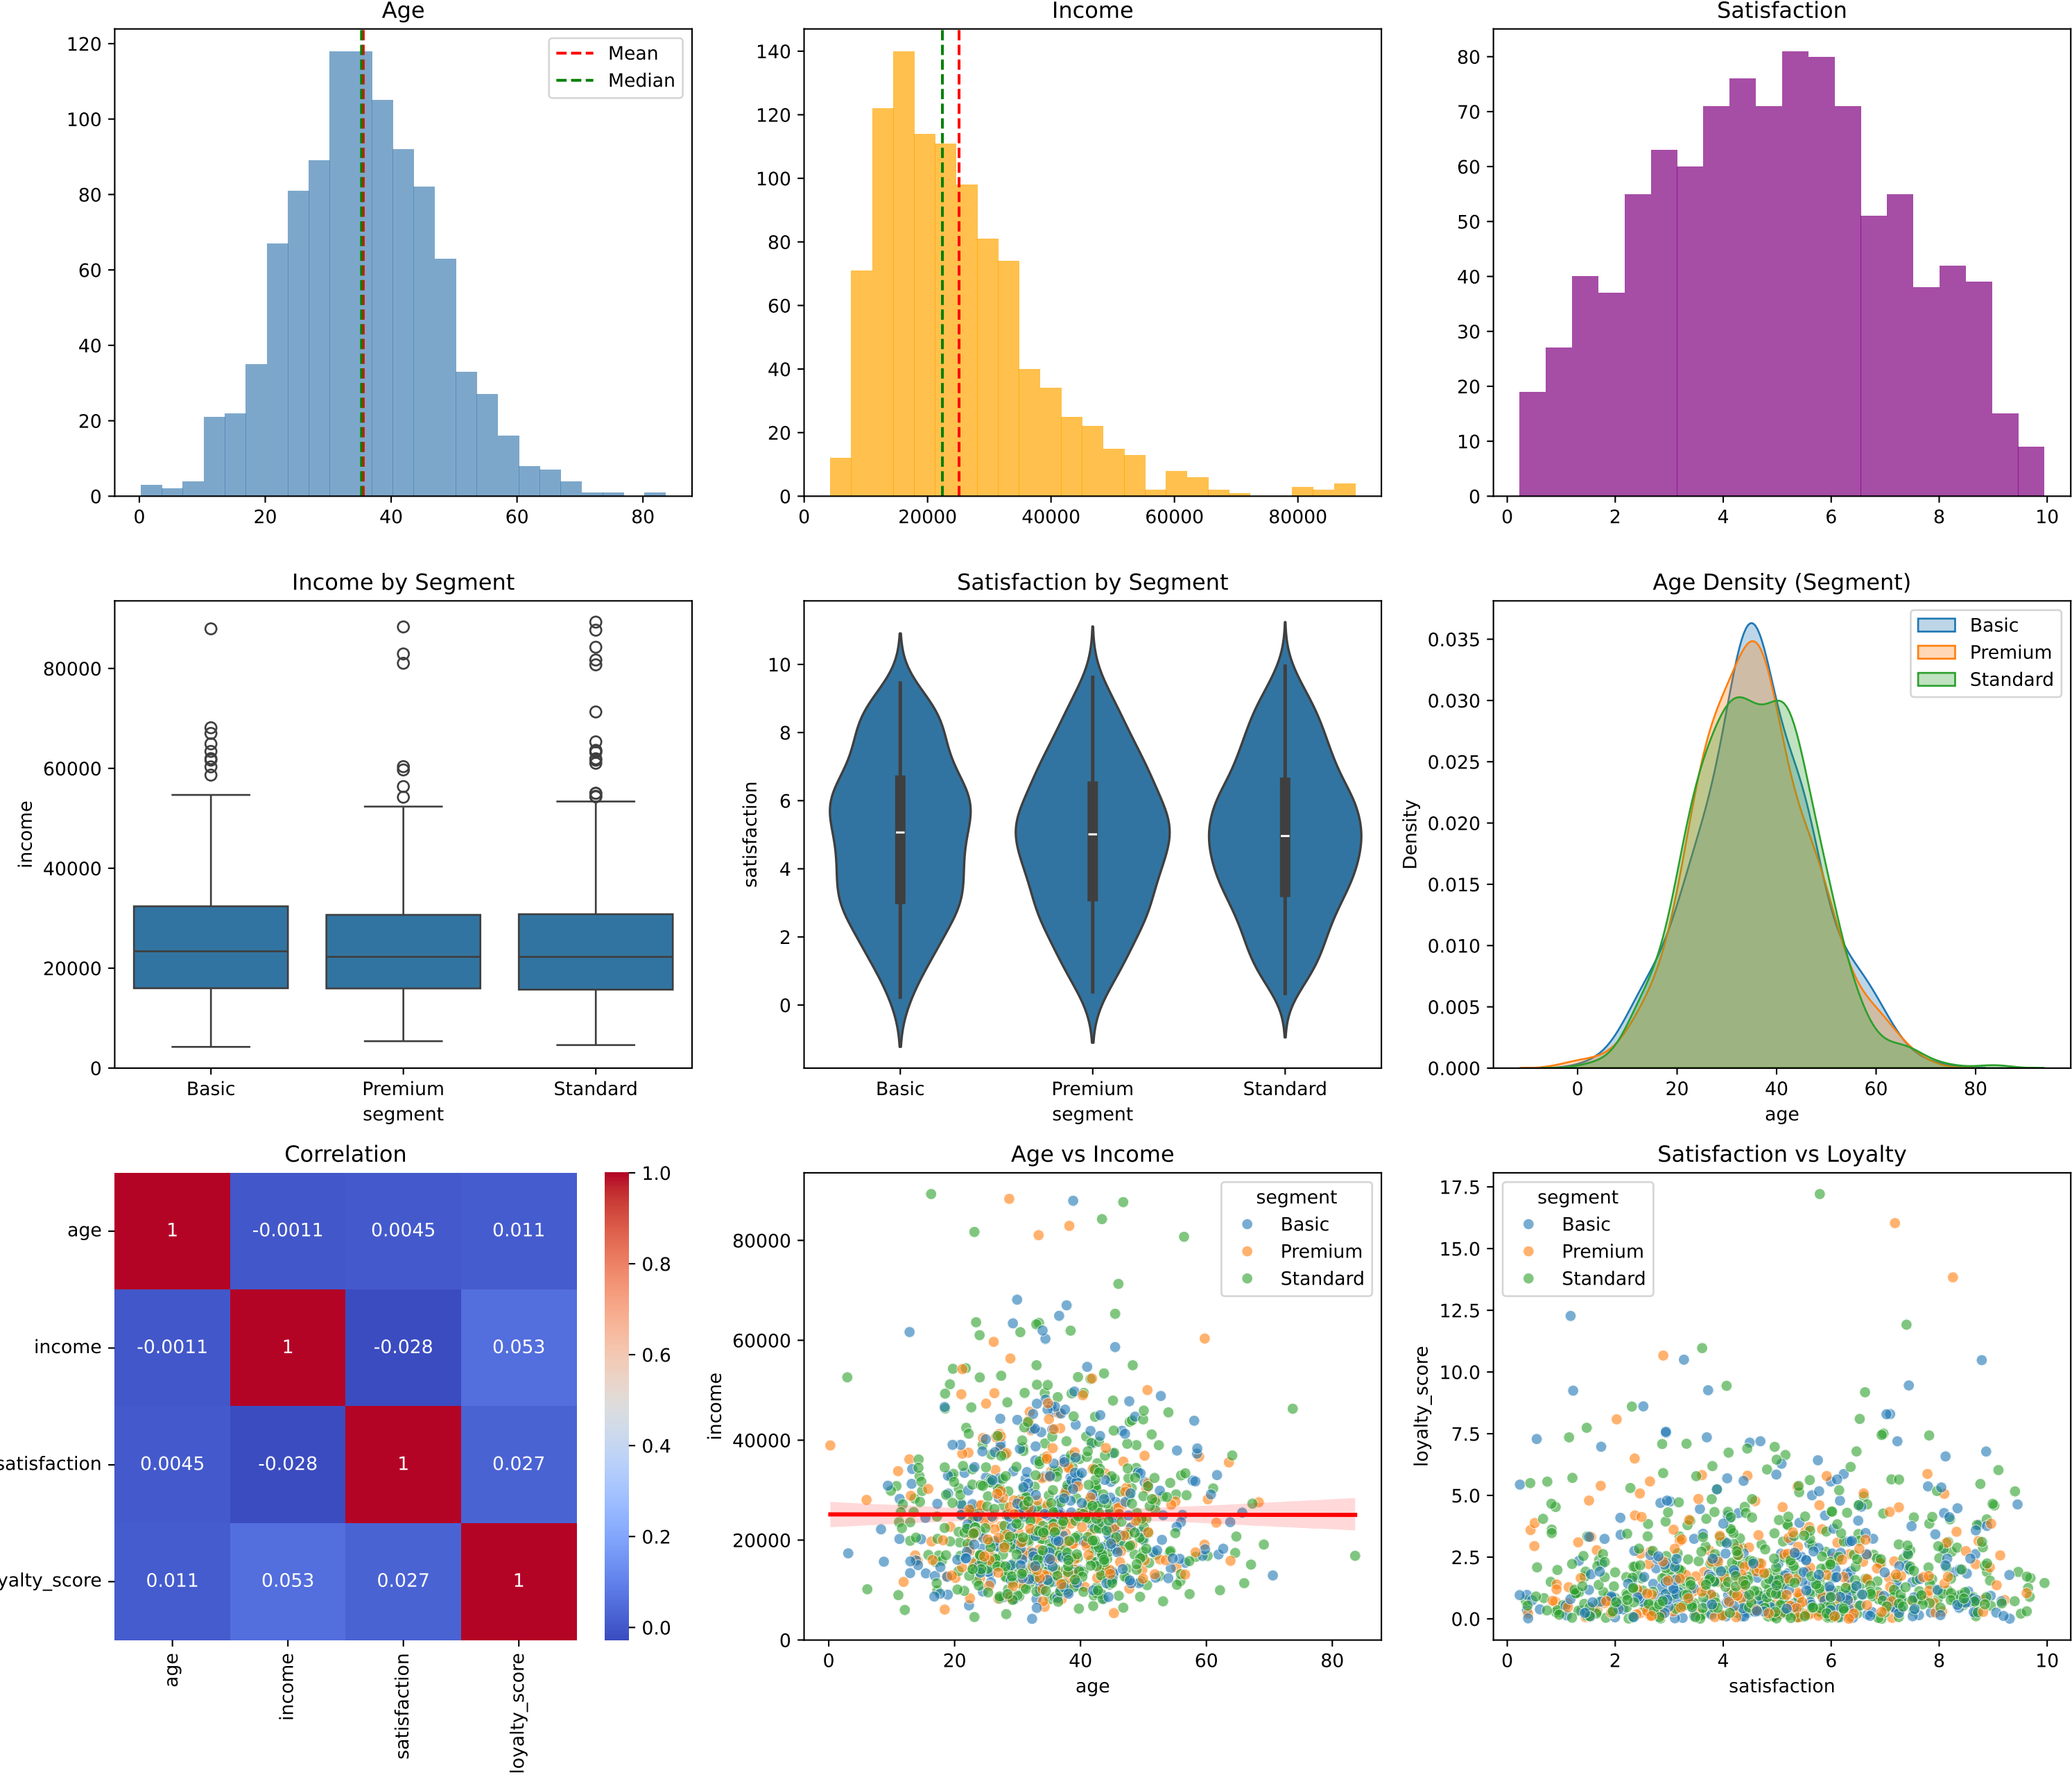 Age
120
100
80
60
40
20
0
0 20 40 60 80
Mean
Median
Income
140
120
100
80
60
40
20
0
0 20000 40000 60000 80000
Satisfaction
80
70
60
50
40
30
20
10
0
0 2 4 6 8 10
Income by Segment
income
80000
60000
40000
20000
0
Basic Premium Standard
segment
Satisfaction by Segment
satisfaction
10
8
6
4
2
0
Basic Premium Standard
segment
Age Density (Segment)
Density
0.035
0.030
0.025
0.020
0.015
0.010
0.005
0.000
0 20 40 60 80
age
Basic
Premium
Standard
Correlation
age 1 -0.0011 0.0045 0.011
income -0.0011 1 -0.028 0.053
satisfaction 0.0045 -0.028 1 0.027
yalty_score 0.011 0.053 0.027 1
age income satisfaction loyalty_score
1.0
0.8
0.6
0.4
0.2
0.0
Age vs Income
income
80000
60000
40000
20000
0
0 20 40 60 80
age
segment
Basic
Premium
Standard
Satisfaction vs Loyalty
loyalty_score
17.5
15.0
12.5
10.0
7.5
5.0
2.5
0.0
0 2 4 6 8 10
satisfaction
segment
Basic
Premium
Standard